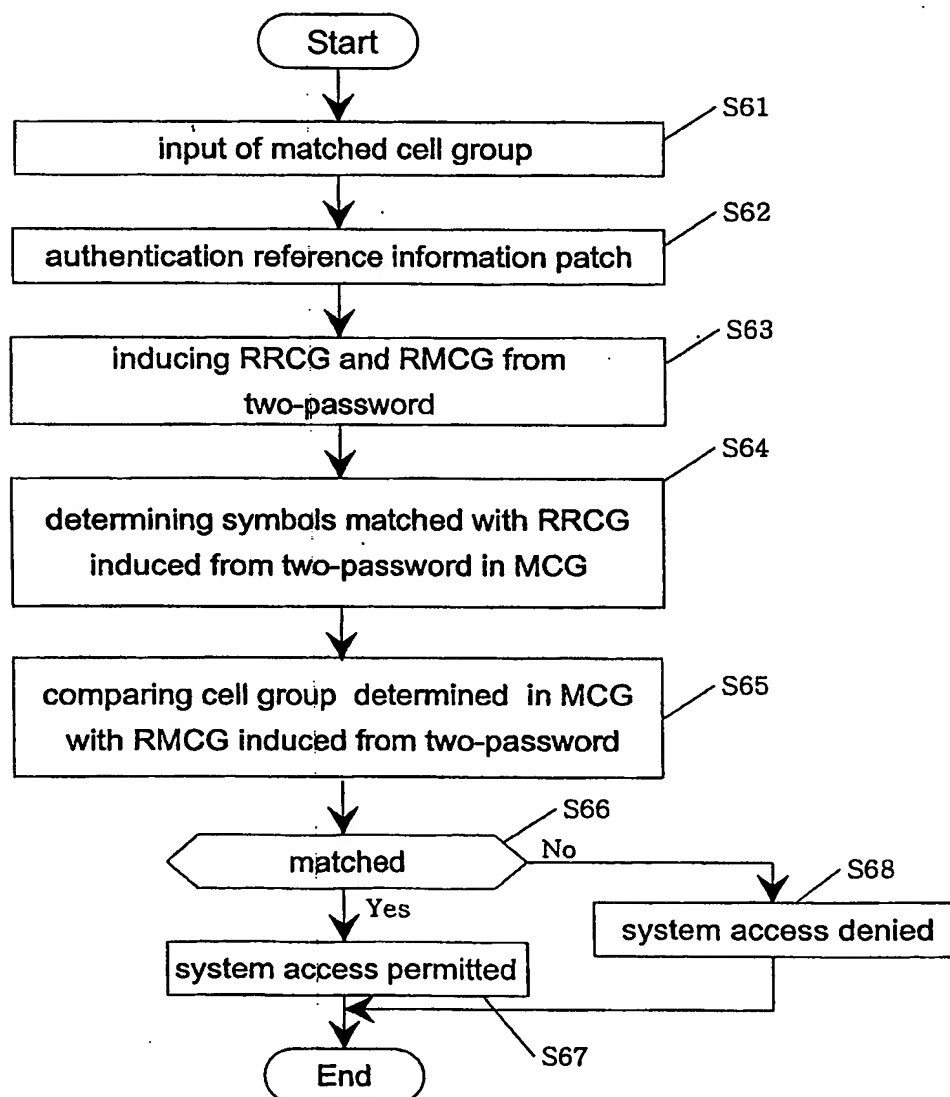 Start
S61
input of matched cell group
S62
authentication reference information patch
S63
inducing RRCG and RMCG from
two-password
S64
determining symbols matched with RRCG
induced from two-password in MCG
comparing cell group determined in MCG
with RMCG induced from two-password
S65
S66
matched
No
Yes
S68
system access denied
system access permitted
S67
End